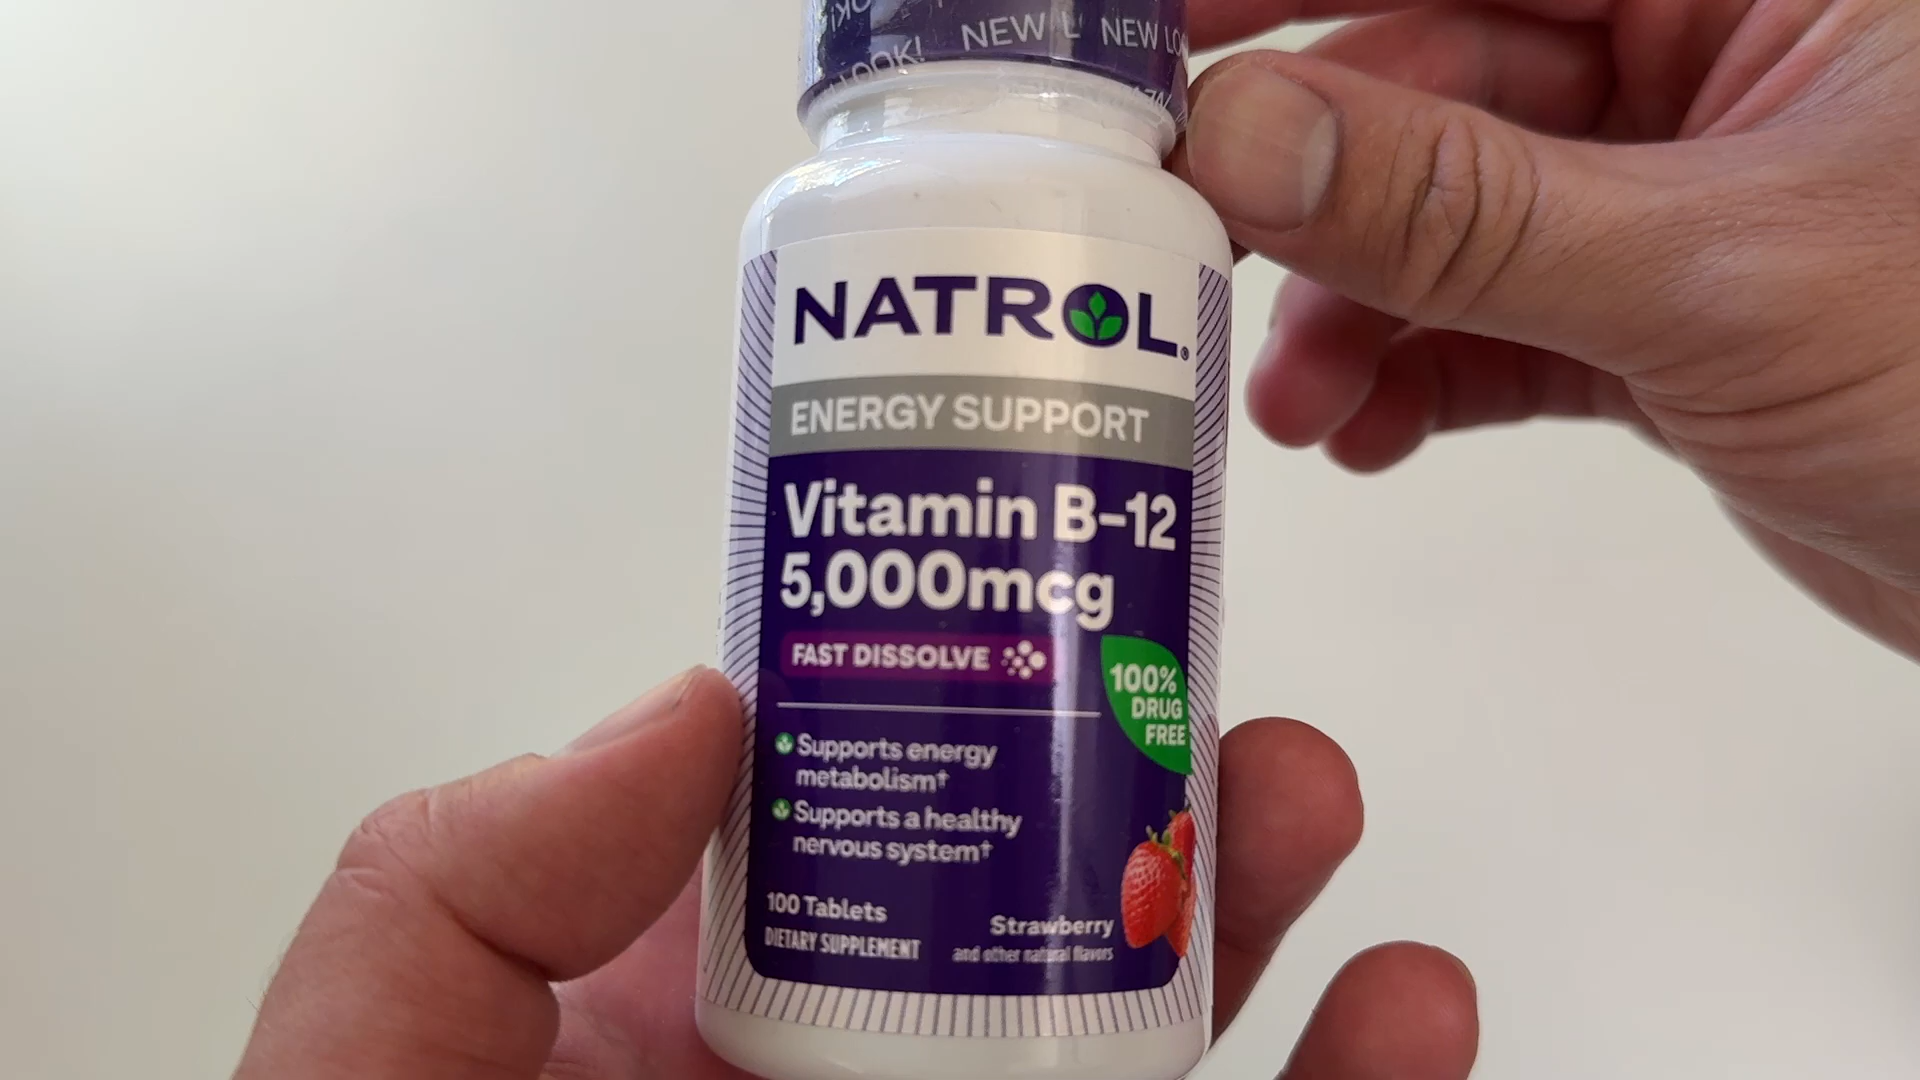 NEW L NEW LO
LOOK!
NATROL®
ENERGY SUPPORT
Vitamin B-12
5,000mcg
FAST DISSOLVE
100%
DRUG
FREE
Supports energy
metabolism†
Supports a healthy
nervous system†
100 Tablets
DIETARY SUPPLEMENT
Strawberry
and other natural flavors